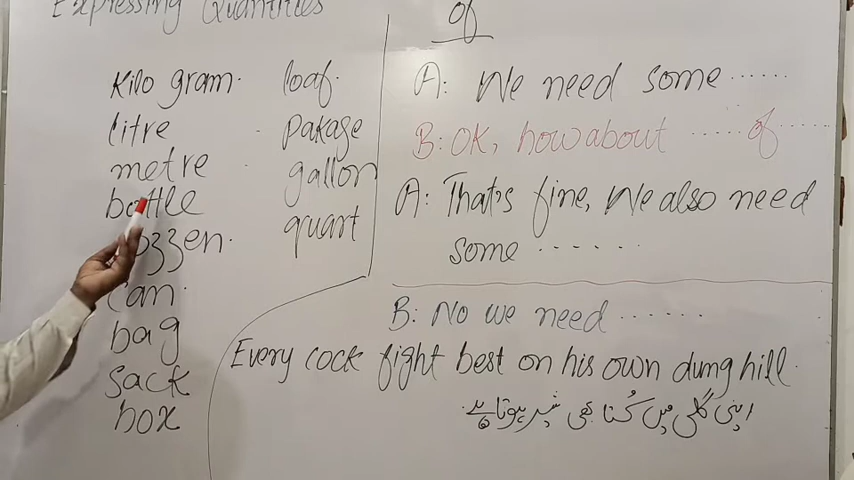 Expressing Quantities
Kilo gram.
litre
metre
bottle
can.
bag
sack
box
loaf.
pakage
gallon
quart
of
A: We need some ......
B: OK, how about ..... of .....
A: That's fine, We also need
some ......
B: No we need ......
Every cock fight best on his own dung hill.
اپنی گلی میں کُتا بھی شیر ہوتا ہے.